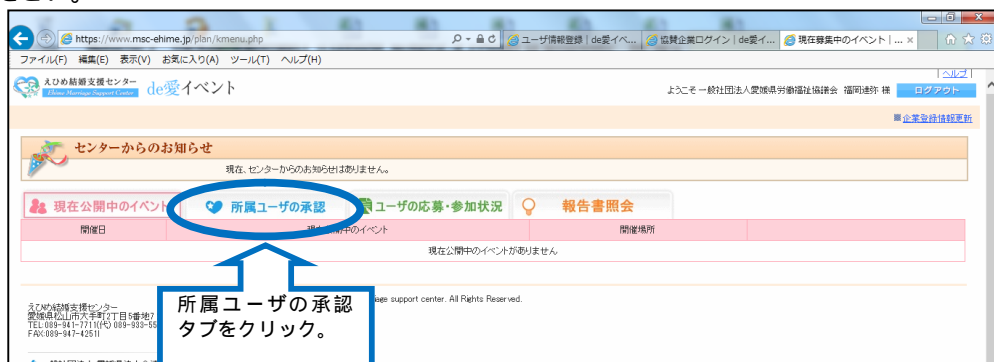 https://www.msc-ehime.jp/plan/kmenu.php
ユーザ情報登録 | de愛イベ...
協賛企業ログイン | de愛イ...
現在募集中のイベント | ...
ファイル(F) 編集(E) 表示(V) お気に入り(A) ツール(T) ヘルプ(H)
えひめ結婚支援センター
Ehime Marriage Support Center
de愛イベント
| ヘルプ |
ようこそ 一般社団法人愛媛県労働福祉協議会 福岡達弥 様
ログアウト
企業登録情報更新
センターからのお知らせ
現在、センターからのお知らせはありません。
現在公開中のイベント
所属ユーザの承認
ユーザの応募・参加状況
報告書照会
開催日
現在公開中のイベント
開催場所
現在公開中のイベントがありません
所属ユーザの承認
タブをクリック。
support center. All Rights Reserved.
えひめ結婚支援センター
愛媛県松山市大手町2丁目5番地7
TEL:089-941-7711(代) 089-933-55
FAX:089-947-4251